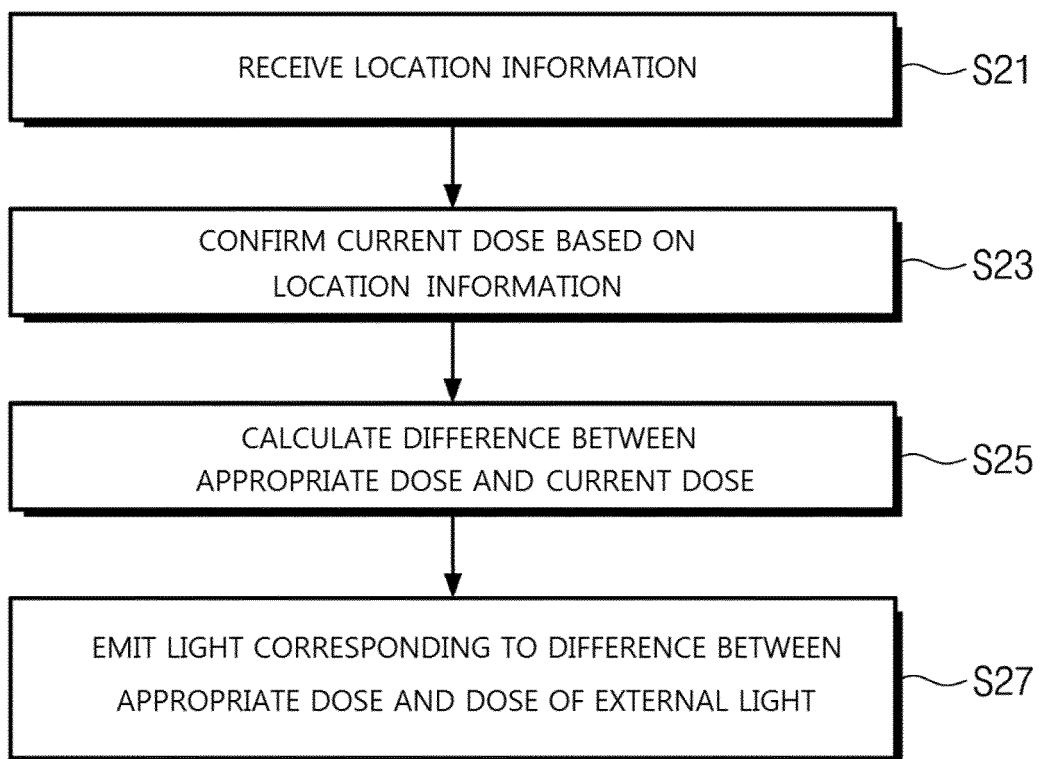 RECEIVE LOCATION INFORMATION
S21
CONFIRM CURRENT DOSE BASED ON
LOCATION INFORMATION
S23
CALCULATE DIFFERENCE BETWEEN
APPROPRIATE DOSE AND CURRENT DOSE
S25
EMIT LIGHT CORRESPONDING TO DIFFERENCE BETWEEN
APPROPRIATE DOSE AND DOSE OF EXTERNAL LIGHT
S27